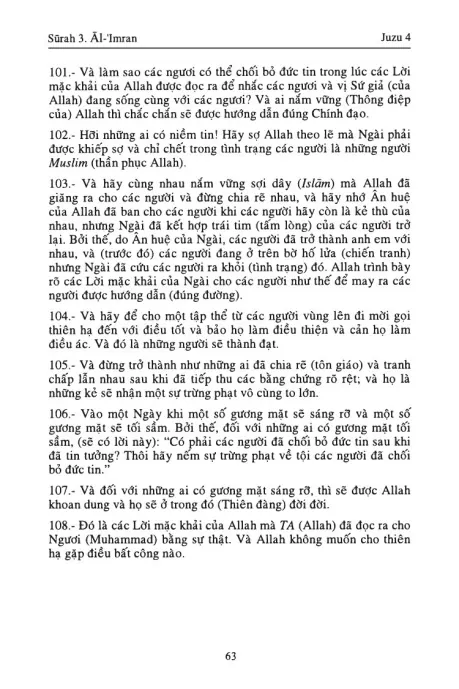 Sūrah 3. Āl-'Imran
Juzu 4
101.- Và làm sao các ngươi có thể chối bỏ đức tin trong lúc các Lời
mặc khải của Allah được đọc ra để nhắc các ngươi và vị Sứ giả (của
Allah) đang sống cùng với các ngươi? Và ai nắm vững (Thông điệp
của) Allah thì chắc chắn sẽ được hướng dẫn đúng Chính đạo.
102.- Hỡi những ai có niềm tin! Hãy sợ Allah theo lẽ mà Ngài phải
được khiếp sợ và chỉ chết trong tình trạng các người là những người
Muslim (thần phục Allah).
103.- Và hãy cùng nhau nắm vững sợi dây (Islām) mà Allah đã
giăng ra cho các người và đừng chia rẽ nhau, và hãy nhớ Ân huệ
của Allah đã ban cho các người khi các người hãy còn là kẻ thù của
nhau, nhưng Ngài đã kết hợp trái tim (tấm lòng) của các người trở
lại. Bởi thế, do Ân huệ của Ngài, các người đã trở thành anh em với
nhau, và (trước đó) các người đang ở trên bờ hố lửa (chiến tranh)
nhưng Ngài đã cứu các người ra khỏi (tình trạng) đó. Allah trình bày
rõ các Lời mặc khải của Ngài cho các người như thế để may ra các
người được hướng dẫn (đúng đường).
104.- Và hãy để cho một tập thể từ các người vùng lên đi mời gọi
thiên hạ đến với điều tốt và bảo họ làm điều thiện và cản họ làm
điều ác. Và đó là những người sẽ thành đạt.
105.- Và đừng trở thành như những ai đã chia rẽ (tôn giáo) và tranh
chấp lẫn nhau sau khi đã tiếp thu các bằng chứng rõ rệt; và họ là
những kẻ sẽ nhận một sự trừng phạt vô cùng to lớn.
106.- Vào một Ngày khi một số gương mặt sẽ sáng rỡ và một số
gương mặt sẽ tối sầm. Bởi thế, đối với những ai có gương mặt tối
sầm, (sẽ có lời này): “Có phải các người đã chối bỏ đức tin sau khi
đã tin tưởng? Thôi hãy nếm sự trừng phạt về tội các người đã chối
bỏ đức tin.”
107.- Và đối với những ai có gương mặt sáng rỡ, thì sẽ được Allah
khoan dung và họ sẽ ở trong đó (Thiên đàng) đời đời.
108.- Đó là các Lời mặc khải của Allah mà TA (Allah) đã đọc ra cho
Ngươi (Muhammad) bằng sự thật. Và Allah không muốn cho thiên
hạ gặp điều bất công nào.
63